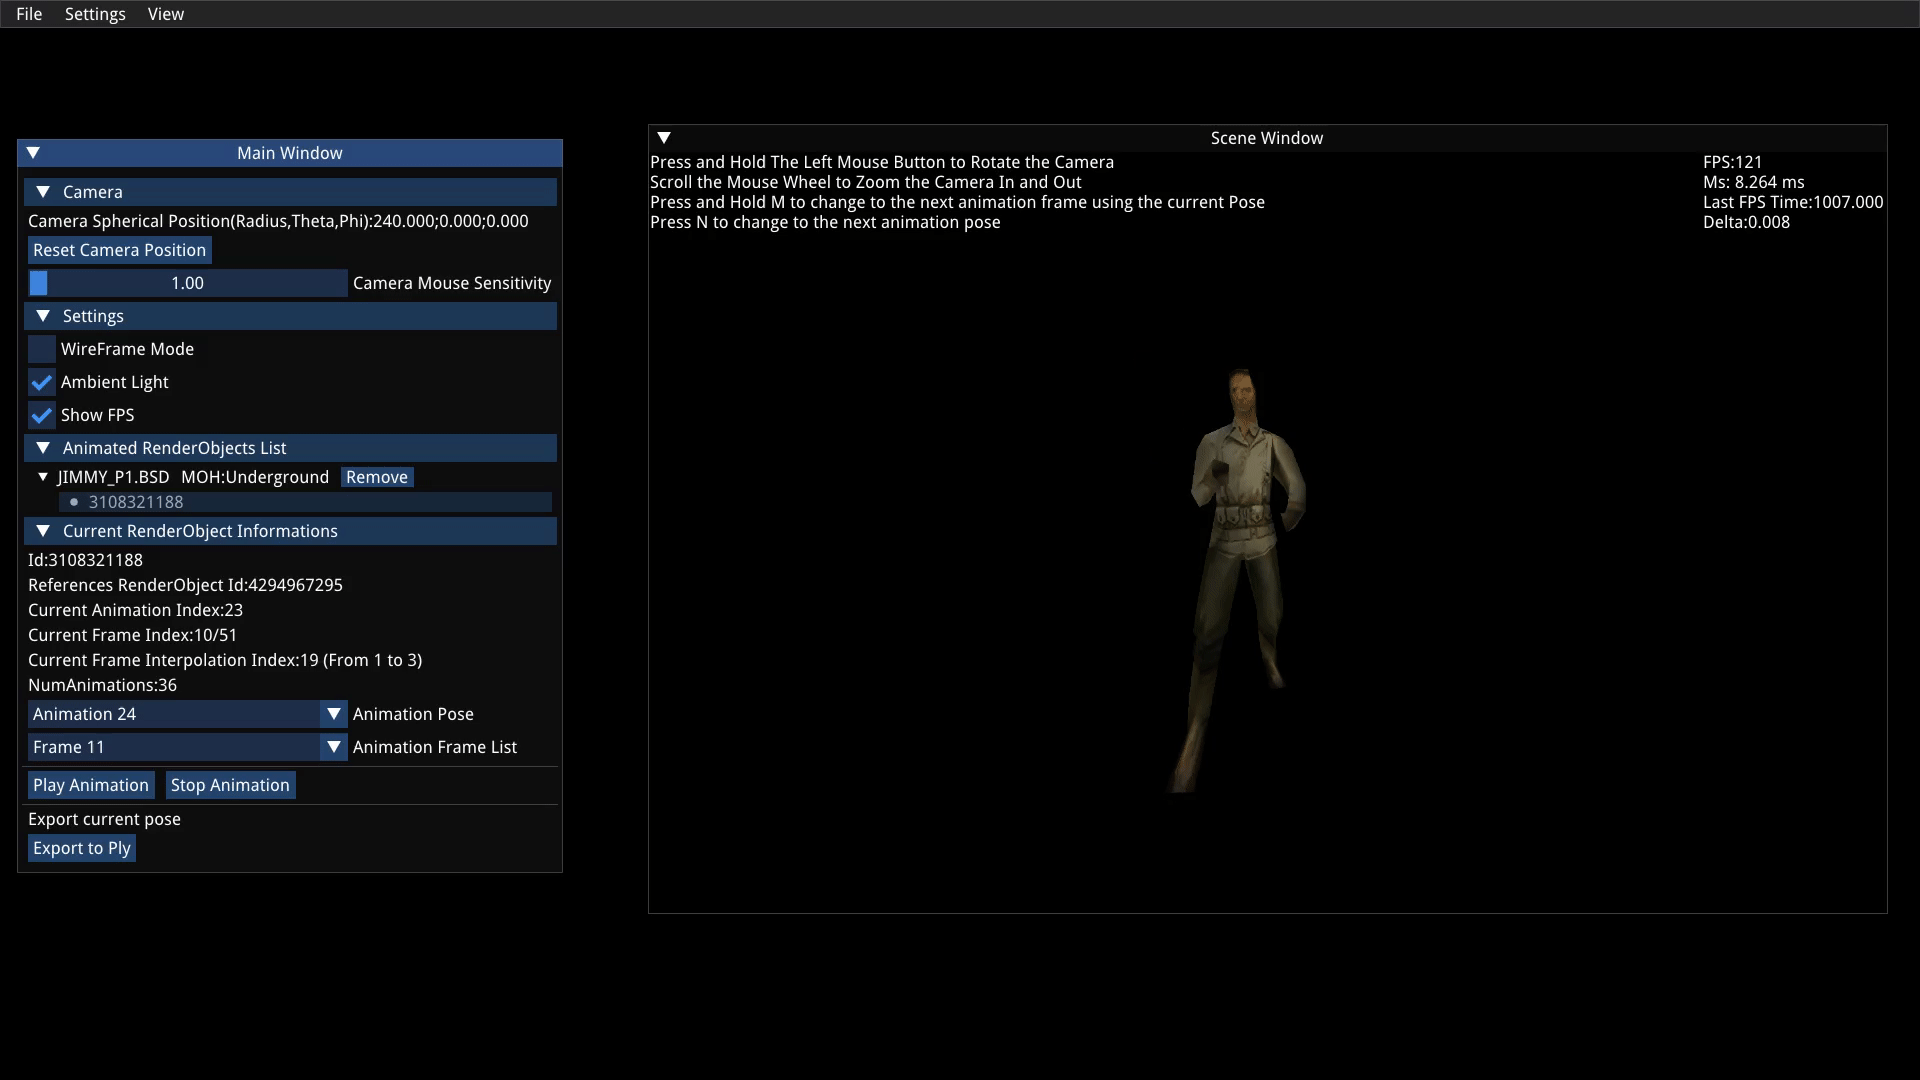 File Settings View
Main Window
Camera
Camera Spherical Position(Radius,Theta,Phi):240.000;0.000;0.000
Reset Camera Position
1.00 Camera Mouse Sensitivity
Settings
WireFrame Mode
Ambient Light
Show FPS
Animated RenderObjects List
JIMMY_P1.BSD MOH:Underground Remove
3108321188
Current RenderObject Informations
Id:3108321188
References RenderObject Id:4294967295
Current Animation Index:23
Current Frame Index:10/51
Current Frame Interpolation Index:19 (From 1 to 3)
NumAnimations:36
Animation 24 Animation Pose
Frame 11 Animation Frame List
Play Animation Stop Animation
Export current pose
Export to Ply
Scene Window
Press and Hold The Left Mouse Button to Rotate the Camera
Scroll the Mouse Wheel to Zoom the Camera In and Out
Press and Hold M to change to the next animation frame using the current Pose
Press N to change to the next animation pose
FPS:121
Ms: 8.264 ms
Last FPS Time:1007.000
Delta:0.008